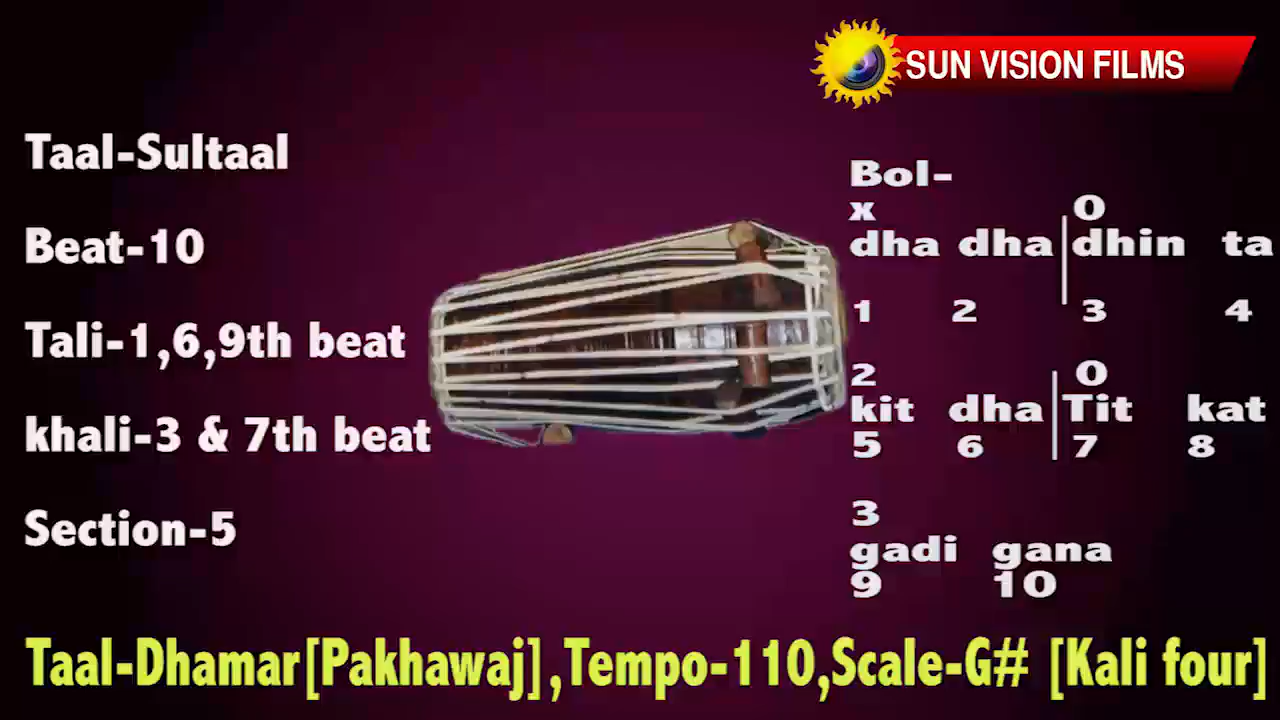 SUN VISION FILMS
Taal-Sultaal
Beat-10
Tali-1,6,9th beat
khali-3 & 7th beat
Section-5
Bol-
x 0
dha dha dhin ta
1 2 3 4
2 0
kit dha Tit kat
5 6 7 8
3
gadi gana
9 10
Taal-Dhamar[Pakhawaj],Tempo-110,Scale-G# [Kali four]